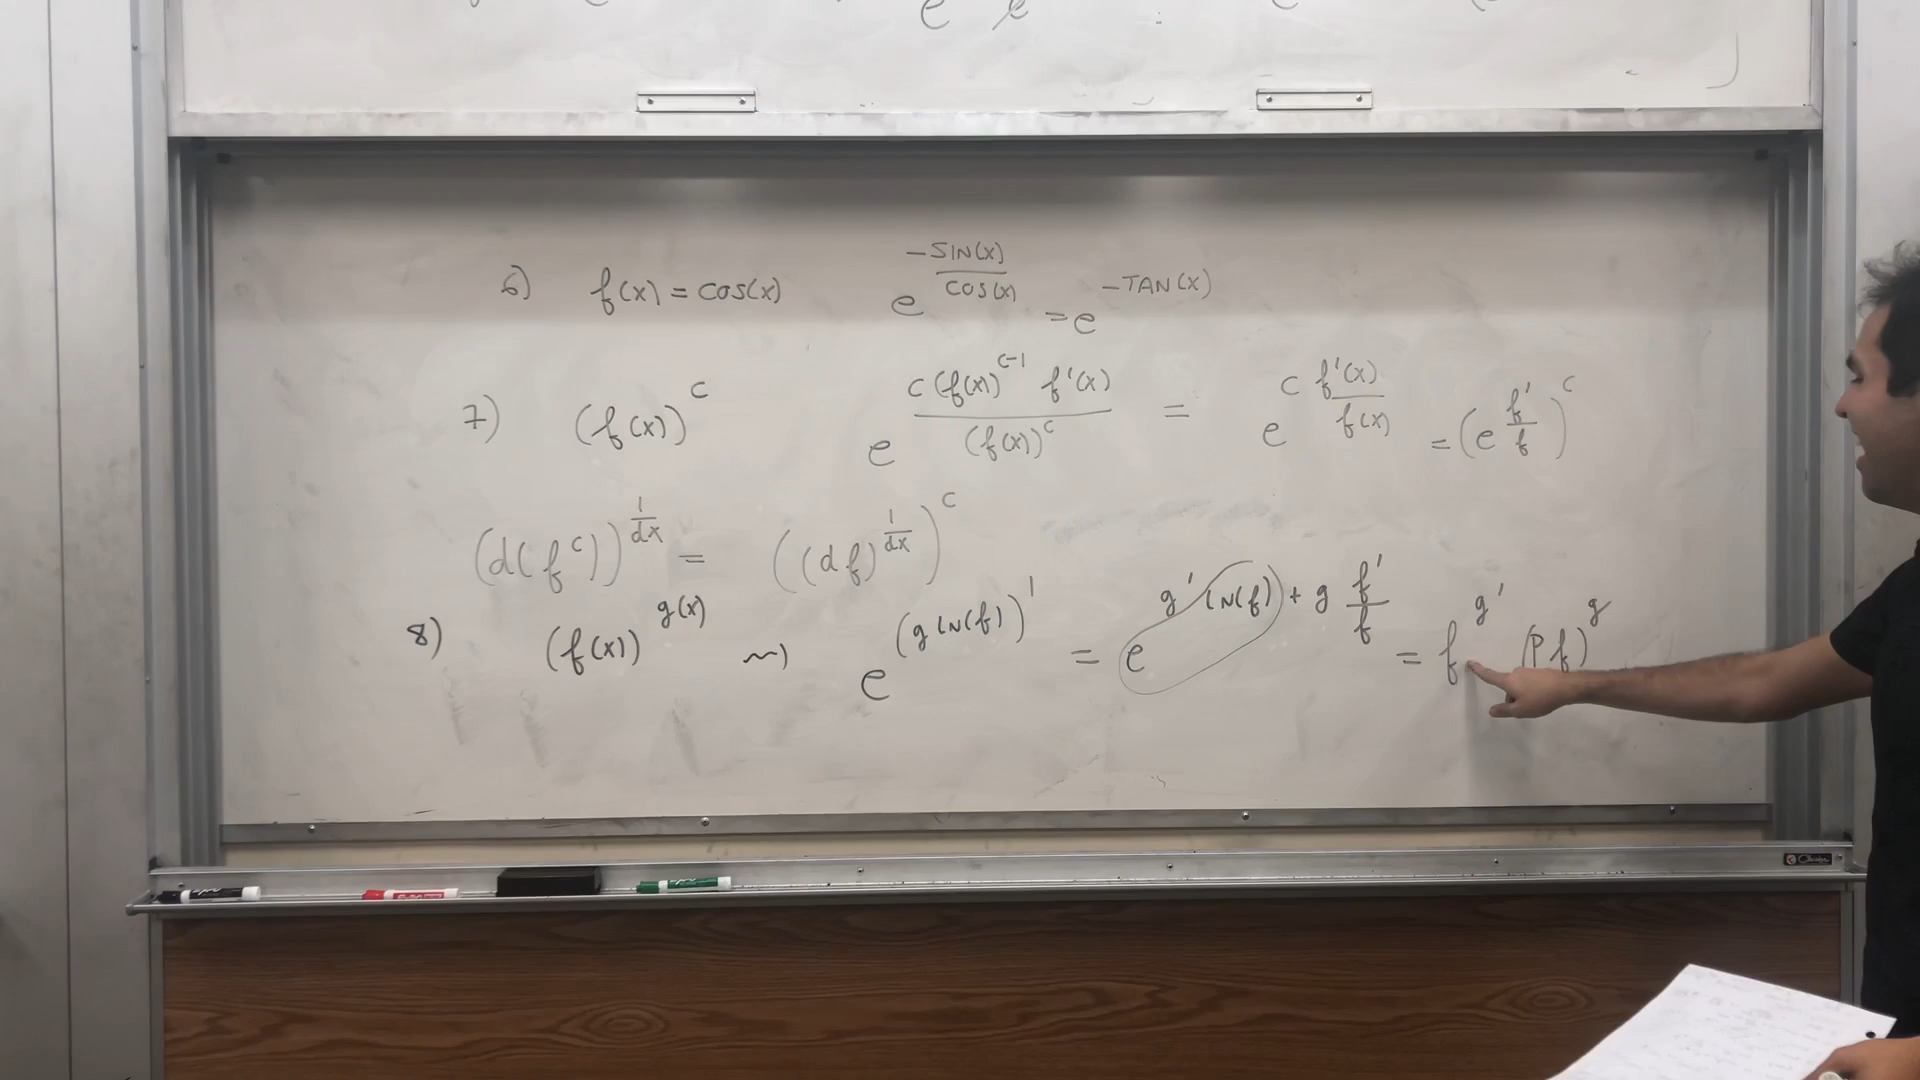 e e e
6) f(x) = cos(x) e^{-SIN(x)/COS(x)} = e^{-TAN(x)}
7) (f(x))^c e^{c(f(x))^{c-1} f'(x)/(f(x))^c} = e^{c f'(x)/f(x)} = (e^{f'/f})^c
(d(f^c))^{1/dx} = ((df)^{1/dx})^c
8) (f(x))^{g(x)} ⇝ e^{(g LN(f))'} = e^{g' LN(f) + g f'/f} = f^{g'} (Pf)^g